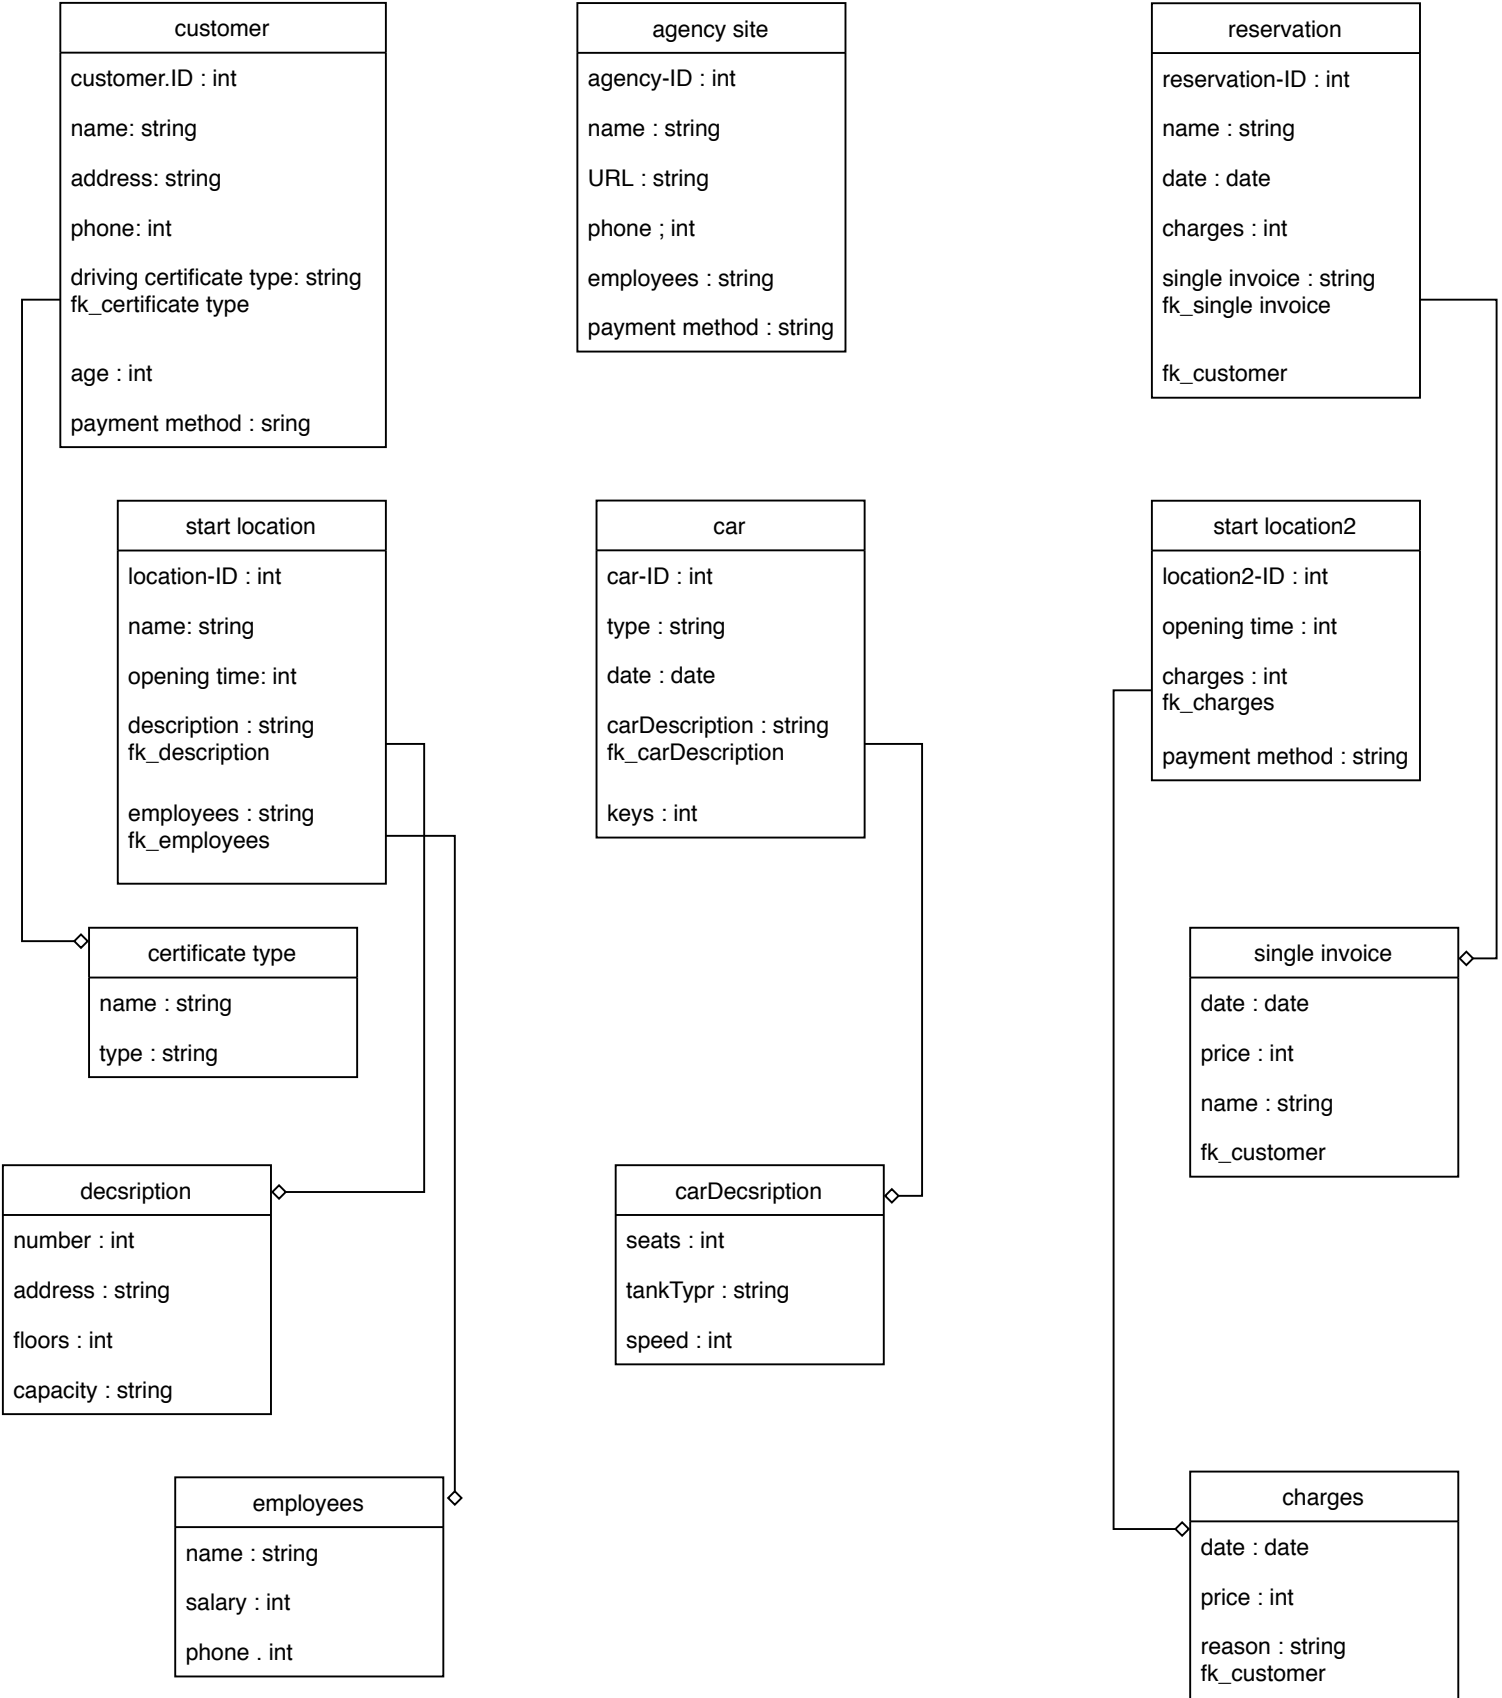 customer
customer.ID : int
name: string
address: string
phone: int
driving certificate type: string
fk_certificate type
age : int
payment method : sring
agency site
agency-ID : int
name : string
URL : string
phone ; int
employees : string
payment method : string
reservation
reservation-ID : int
name : string
date : date
charges : int
single invoice : string
fk_single invoice
fk_customer
start location
location-ID : int
name: string
opening time: int
description : string
fk_description
employees : string
fk_employees
car
car-ID : int
type : string
date : date
carDescription : string
fk_carDescription
keys : int
start location2
location2-ID : int
opening time : int
charges : int
fk_charges
payment method : string
certificate type
name : string
type : string
single invoice
date : date
price : int
name : string
fk_customer
decsription
number : int
address : string
floors : int
capacity : string
carDecsription
seats : int
tankTypr : string
speed : int
employees
name : string
salary : int
phone . int
charges
date : date
price : int
reason : string
fk_customer